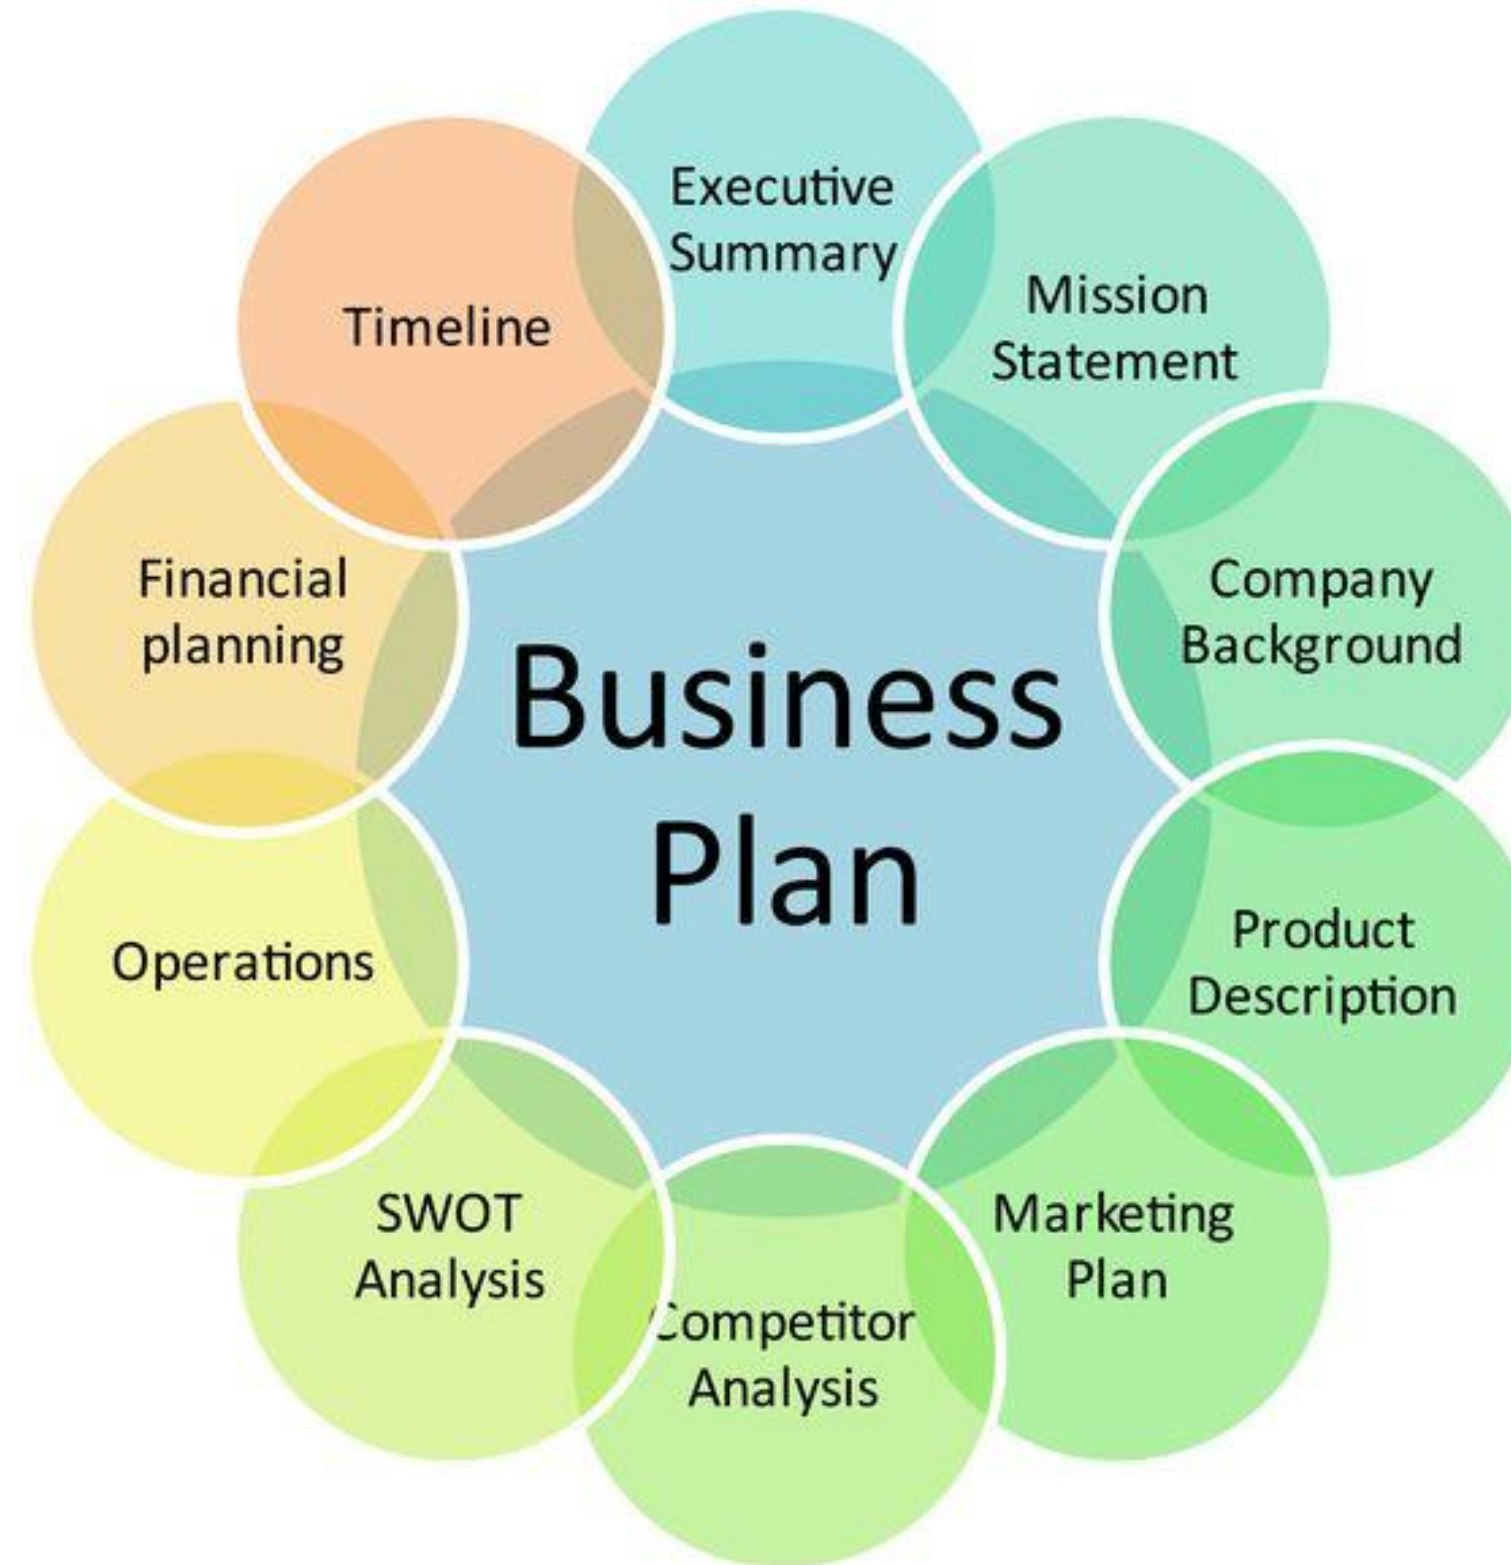 Executive
Summary
Mission
Statement
Company
Background
Product
Description
Marketing
Plan
Competitor
Analysis
SWOT
Analysis
Operations
Financial
planning
Timeline
Business
Plan